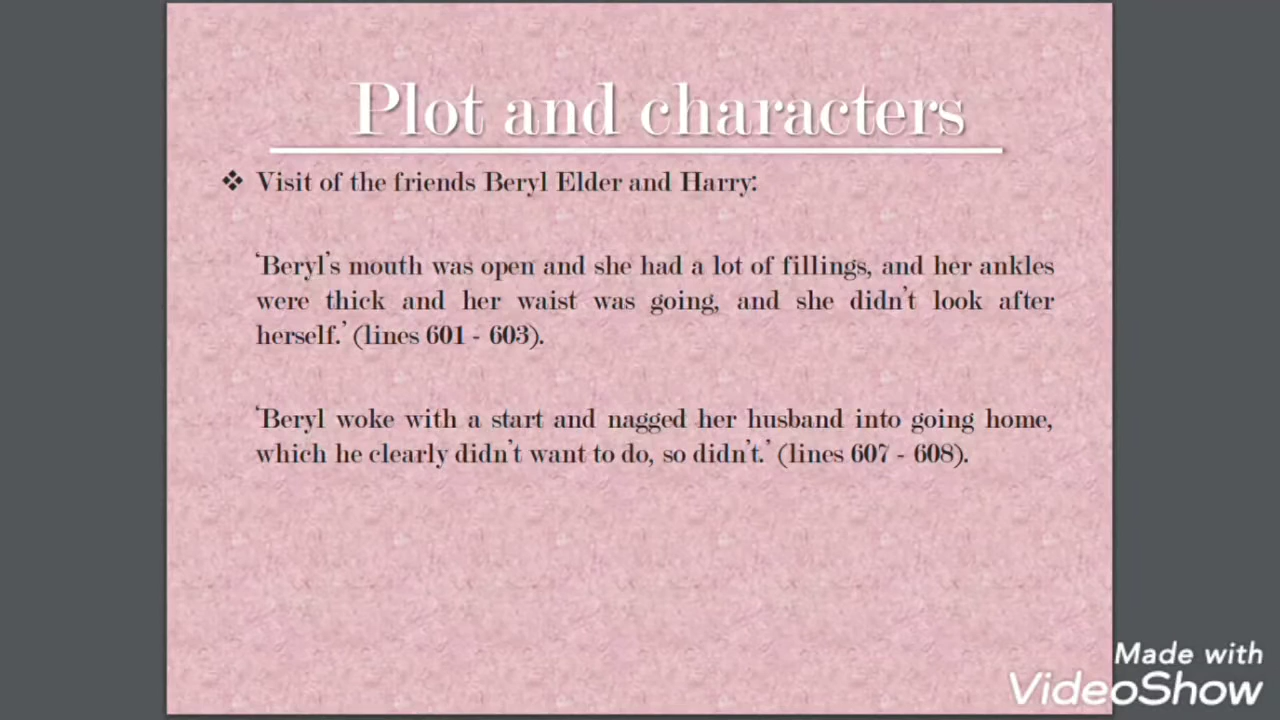 Plot and characters
❖ Visit of the friends Beryl Elder and Harry:
‘Beryl’s mouth was open and she had a lot of fillings, and her ankles
were thick and her waist was going, and she didn’t look after
herself.’ (lines 601 - 603).
‘Beryl woke with a start and nagged her husband into going home,
which he clearly didn’t want to do, so didn’t.’ (lines 607 - 608).
Made with
VideoShow